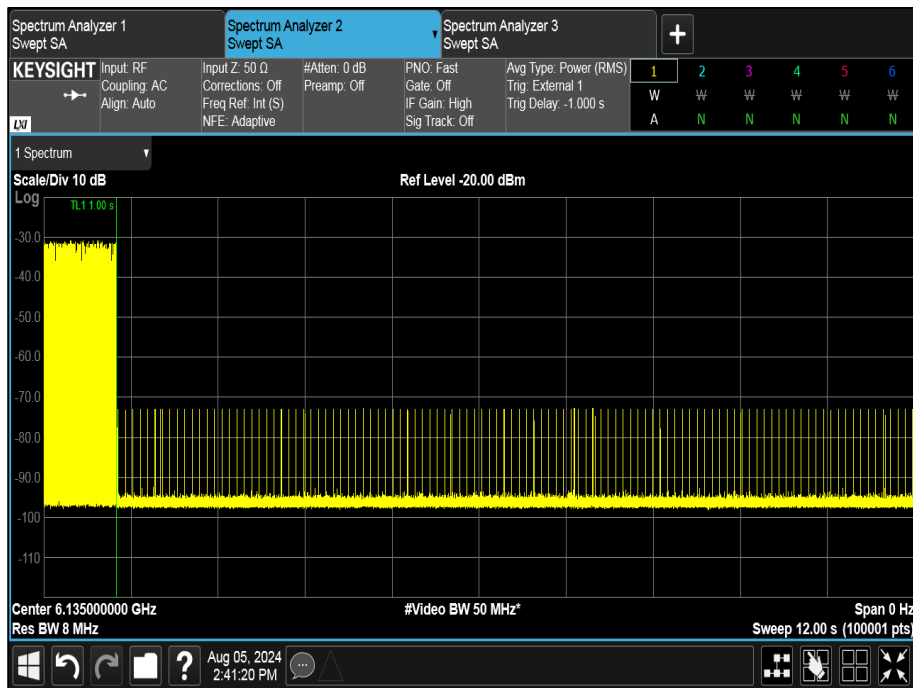 Spectrum Analyzer 1
Swept SA
Spectrum Analyzer 2
Swept SA
Spectrum Analyzer 3
Swept SA
KEYSIGHT
LXI
Input: RF
Coupling: AC
Align: Auto
Input Z: 50 Ω
Corrections: Off
Freq Ref: Int (S)
NFE: Adaptive
#Atten: 0 dB
Preamp: Off
PNO: Fast
Gate: Off
IF Gain: High
Sig Track: Off
Avg Type: Power (RMS)
Trig: External 1
Trig Delay: -1.000 s
1 2 3 4 5 6
W W W W W W
A N N N N N
1 Spectrum
Scale/Div 10 dB
Ref Level -20.00 dBm
Log
TL1 1.00 s
-30.0
-40.0
-50.0
-60.0
-70.0
-80.0
-90.0
-100
-110
Center 6.135000000 GHz
#Video BW 50 MHz*
Span 0 Hz
Res BW 8 MHz
Sweep 12.00 s (100001 pts)
?
Aug 05, 2024
2:41:20 PM